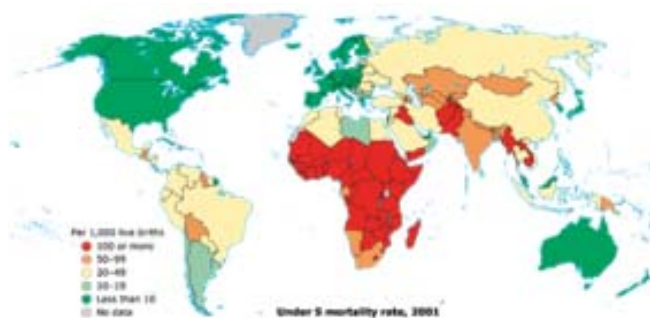 Per 1,000 live births
100 or more
50–99
20–49
10–19
Less than 10
No data
Under 5 mortality rate, 2001